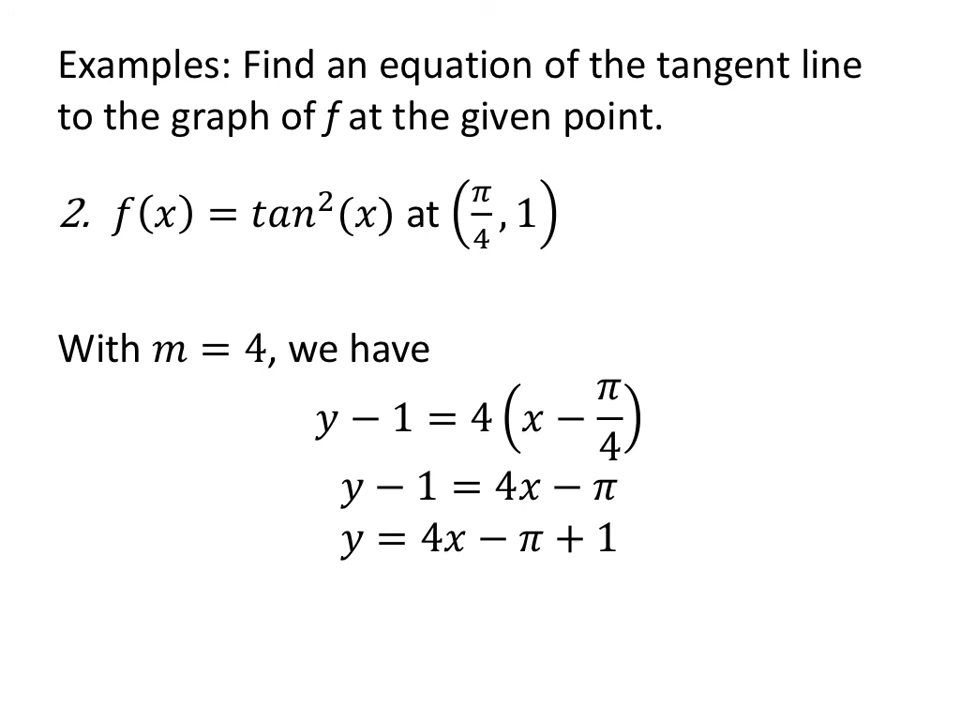 Examples: Find an equation of the tangent line
to the graph of f at the given point.
2. f(x) = tan²(x) at (π/4, 1)
With m = 4, we have
y − 1 = 4(x − π/4)
y − 1 = 4x − π
y = 4x − π + 1